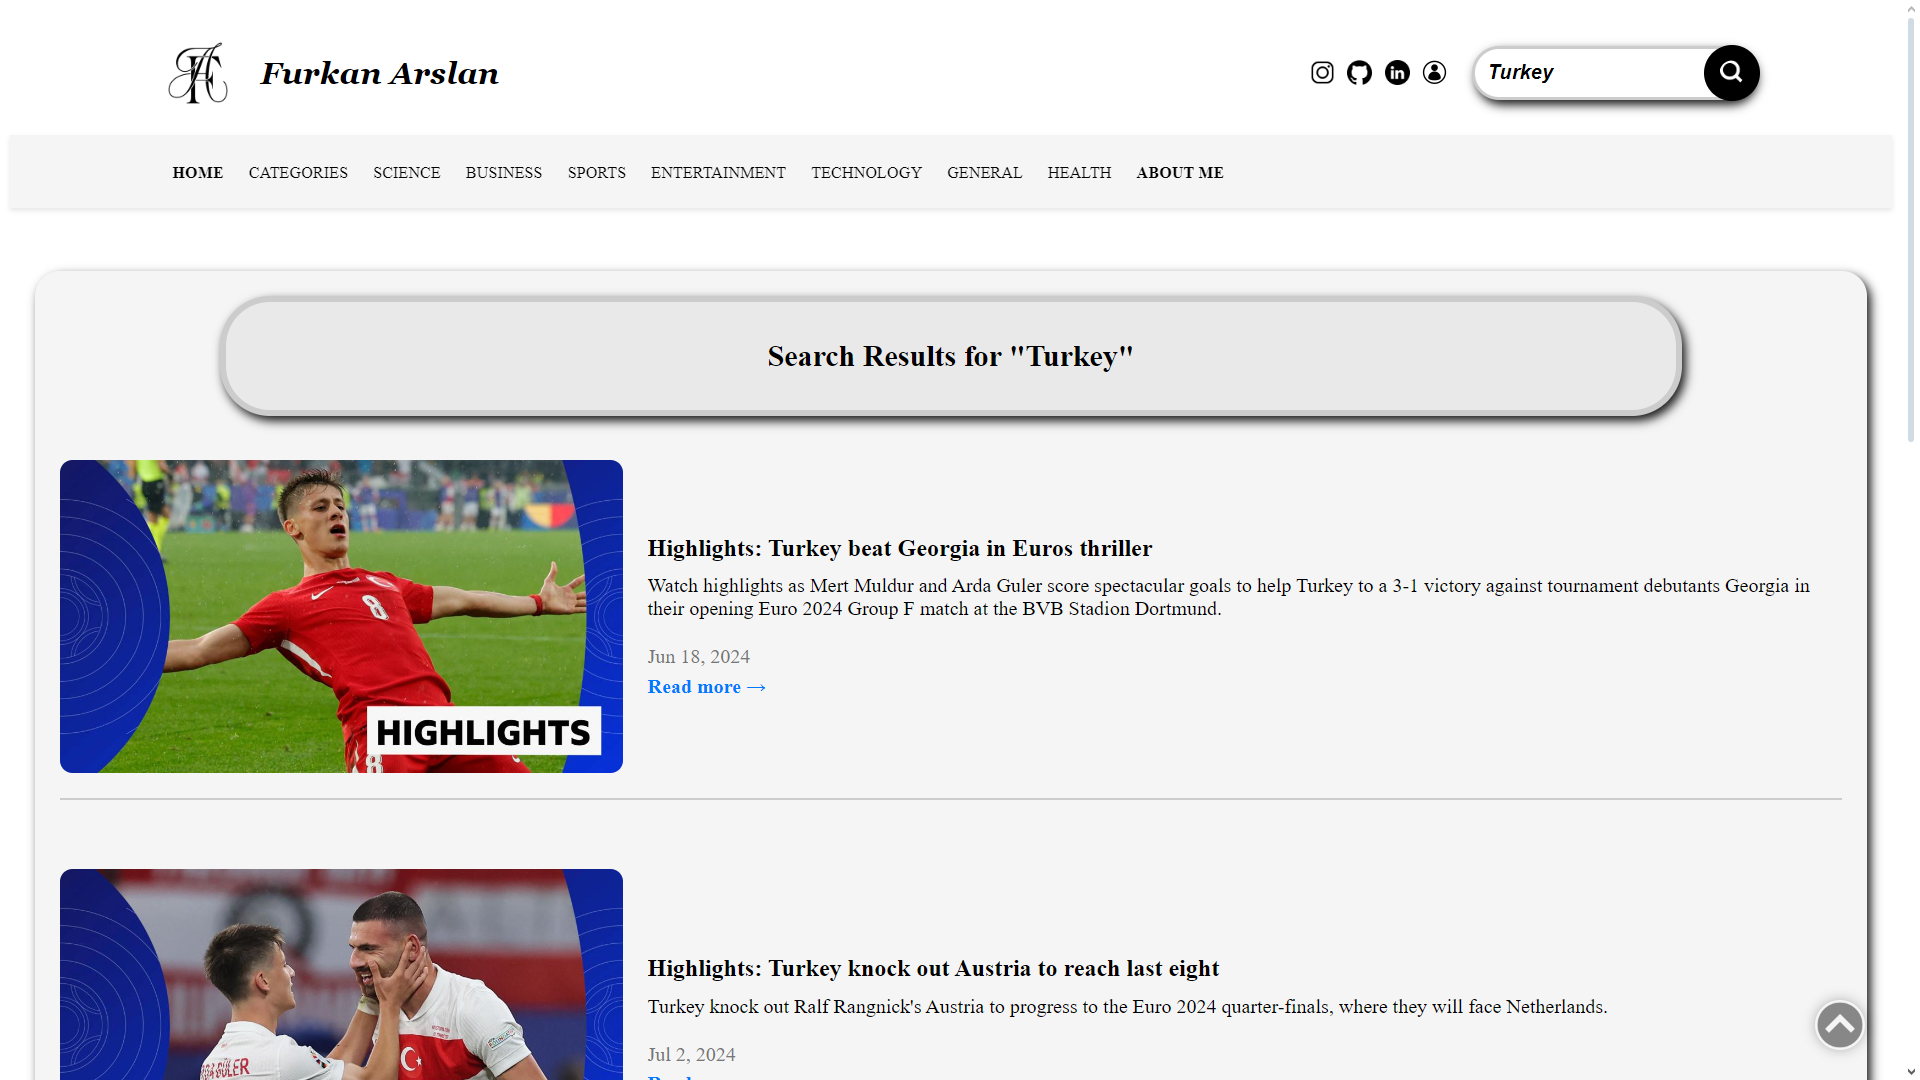 Furkan Arslan
Turkey
HOME CATEGORIES SCIENCE BUSINESS SPORTS ENTERTAINMENT TECHNOLOGY GENERAL HEALTH ABOUT ME
Search Results for "Turkey"
8
HIGHLIGHTS
8
Highlights: Turkey beat Georgia in Euros thriller
Watch highlights as Mert Muldur and Arda Guler score spectacular goals to help Turkey to a 3-1 victory against tournament debutants Georgia in
their opening Euro 2024 Group F match at the BVB Stadion Dortmund.
Jun 18, 2024
Read more →
Highlights: Turkey knock out Austria to reach last eight
Turkey knock out Ralf Rangnick's Austria to progress to the Euro 2024 quarter-finals, where they will face Netherlands.
Jul 2, 2024